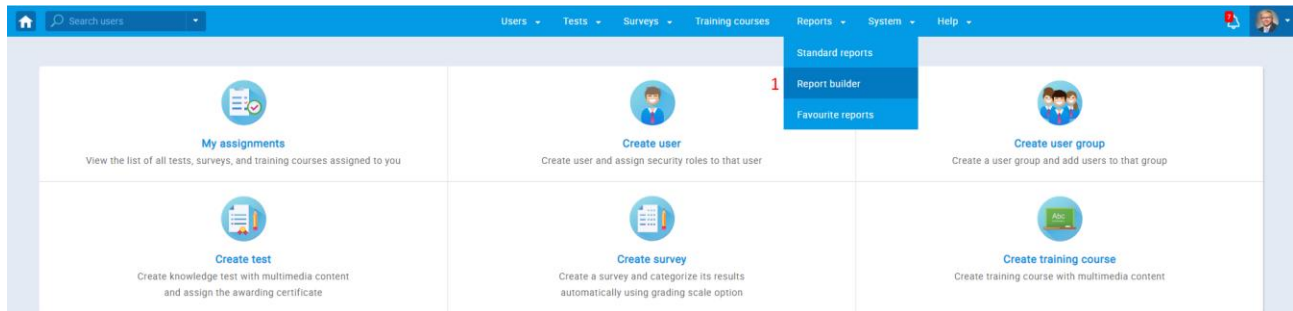 Search users
Users Tests Surveys Training courses Reports System Help
7
Standard reports
1 Report builder
Favourite reports
My assignments
View the list of all tests, surveys, and training courses assigned to you
Create user
Create user and assign security roles to that user
Create user group
Create a user group and add users to that group
Create test
Create knowledge test with multimedia content
and assign the awarding certificate
Create survey
Create a survey and categorize its results
automatically using grading scale option
Abc
Create training course
Create training course with multimedia content